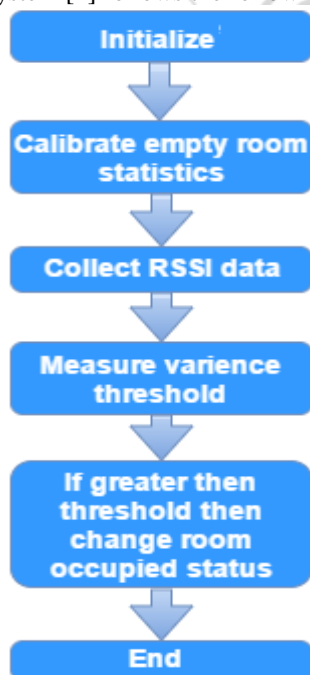 Initialize
Calibrate empty room
statistics
Collect RSSI data
Measure varience
threshold
If greater then
threshold then
change room
occupied status
End